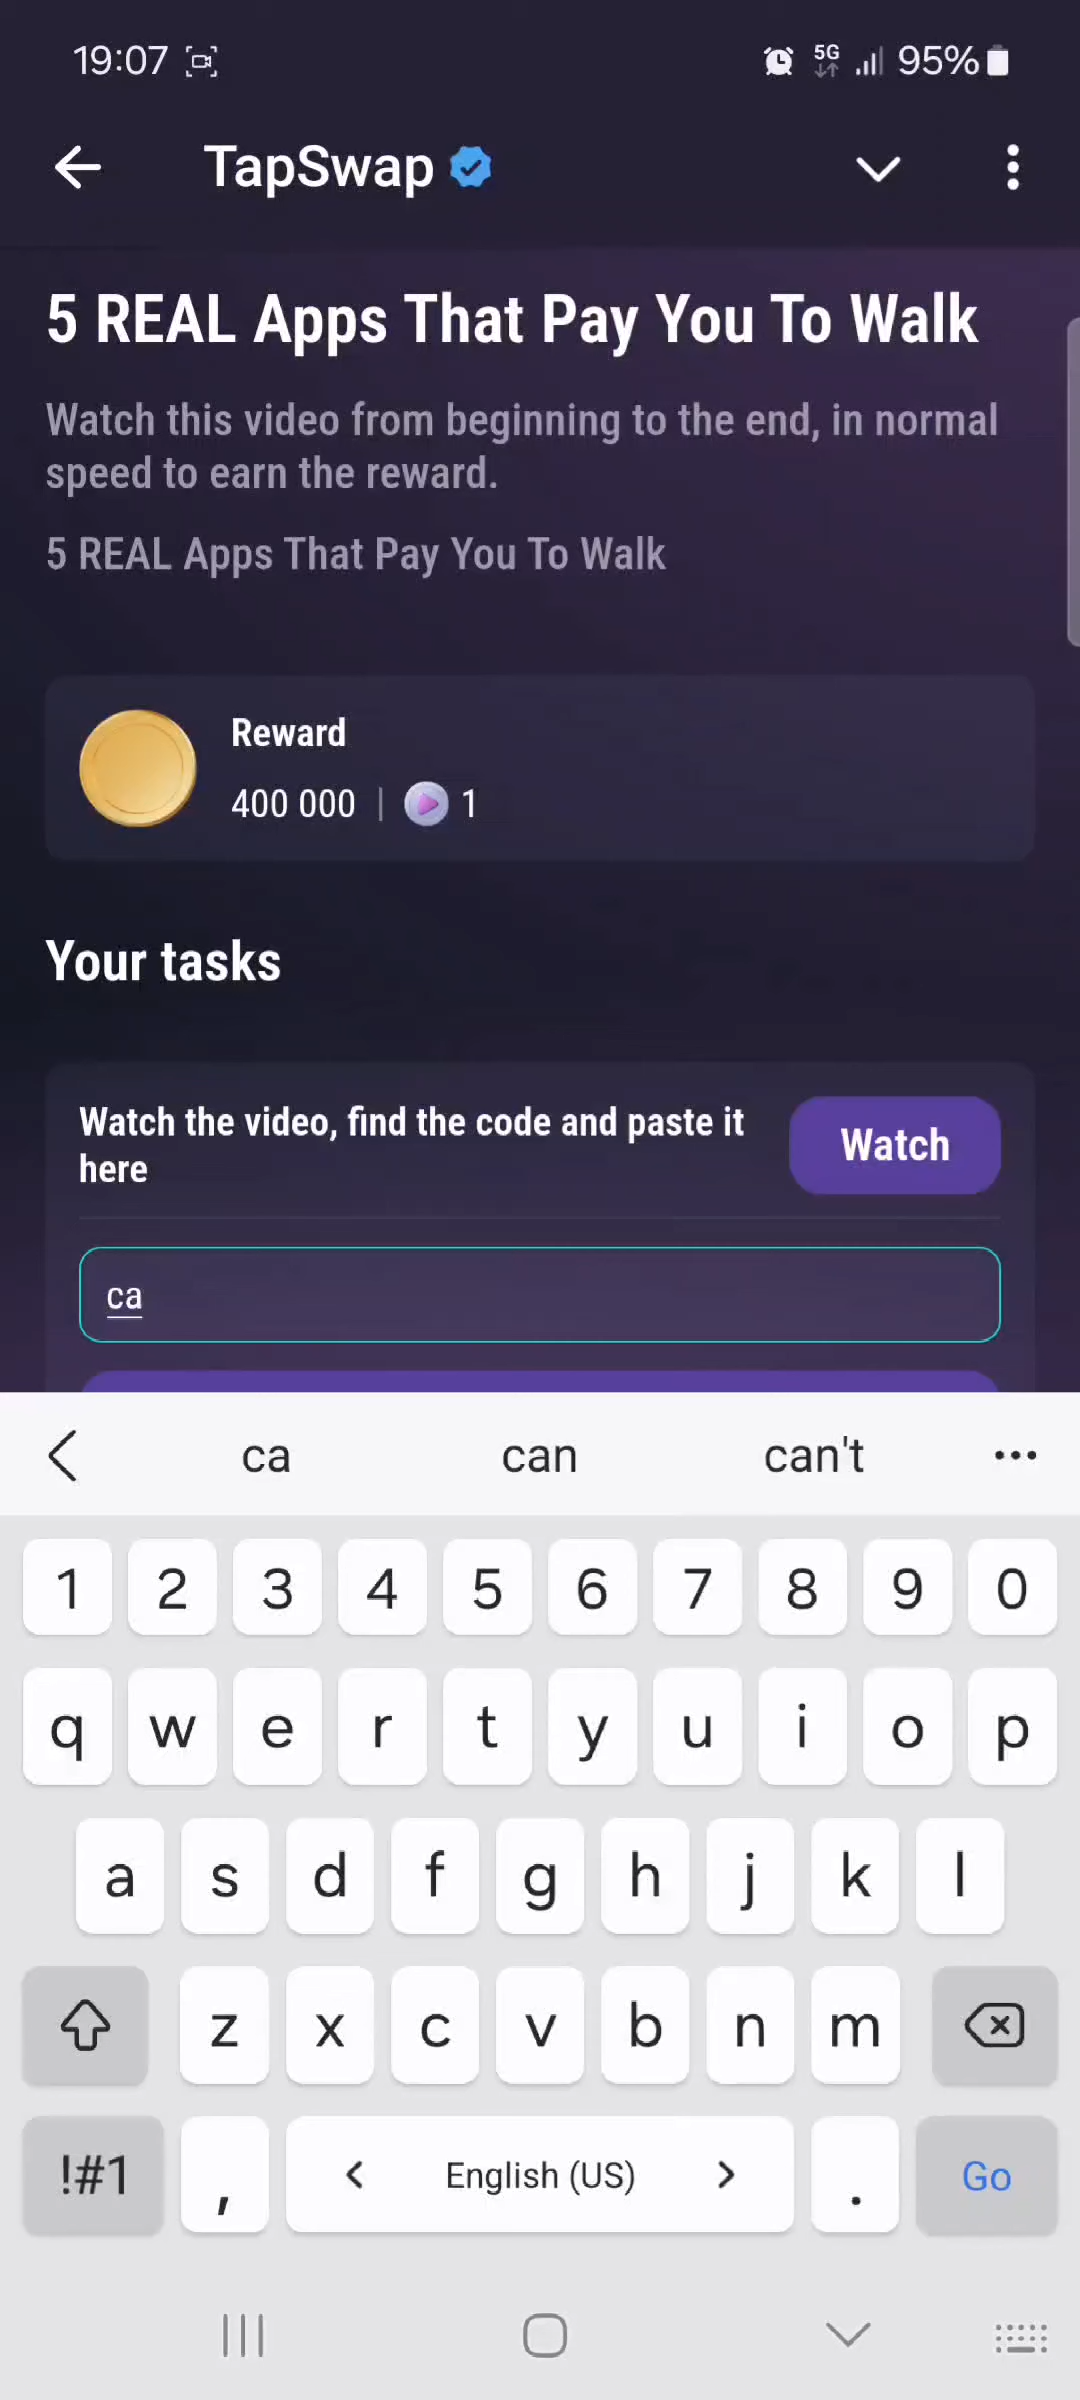 19:07 5G 95%
TapSwap
5 REAL Apps That Pay You To Walk
Watch this video from beginning to the end, in normal
speed to earn the reward.
5 REAL Apps That Pay You To Walk
Reward
400 000 | 1
Your tasks
Watch the video, find the code and paste it
here
Watch
ca
ca can can't ...
1 2 3 4 5 6 7 8 9 0
q w e r t y u i o p
a s d f g h j k l
z x c v b n m
!#1 , < English (US) > . Go